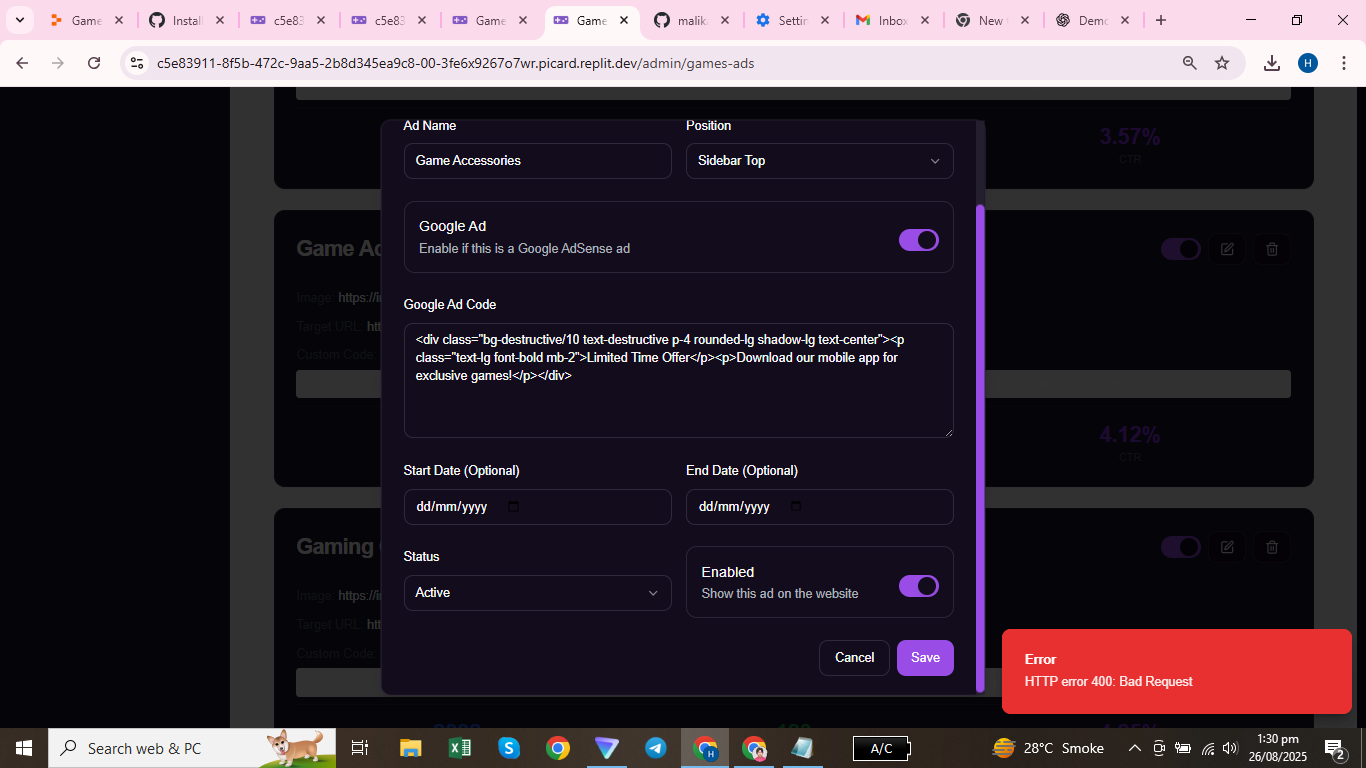 Game
Install
c5e83
c5e83
Game
Game
malik
Settin
Inbox
New
Demo
c5e83911-8f5b-472c-9aa5-2b8d345ea9c8-00-3fe6x9267o7wr.picard.replit.dev/admin/games-ads
H
Ad Name
Position
3.57%
CTR
Game Accessories
Sidebar Top
Google Ad
Enable if this is a Google AdSense ad
Game Ac
Image: https://i
Target URL: htt
Custom Code:
Google Ad Code
<div class="bg-destructive/10 text-destructive p-4 rounded-lg shadow-lg text-center"><p
class="text-lg font-bold mb-2">Limited Time Offer</p><p>Download our mobile app for
exclusive games!</p></div>
4.12%
CTR
Start Date (Optional)
End Date (Optional)
dd/mm/yyyy
dd/mm/yyyy
Gaming
Status
Active
Enabled
Show this ad on the website
Image: https://i
Target URL: htt
Custom Code:
Cancel
Save
Error
HTTP error 400: Bad Request
Search web & PC
A/C
28°C Smoke
1:30 pm
26/08/2025
2